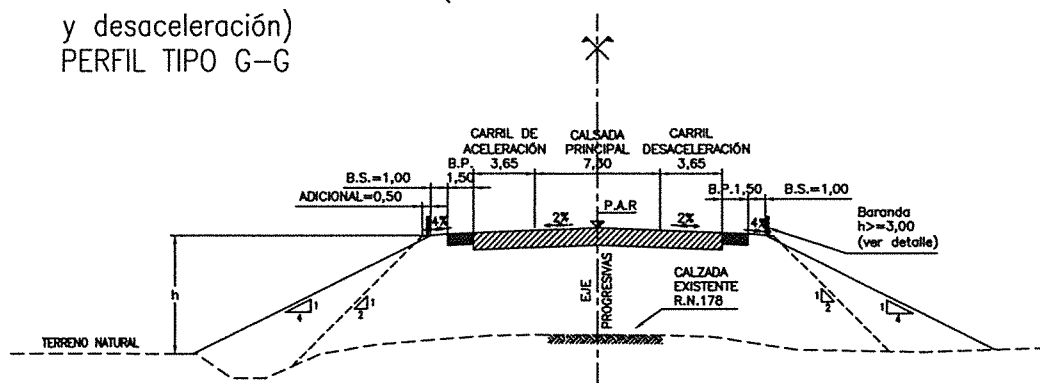 y desaceleración)
PERFIL TIPO G-G
CARRIL DE
ACELERACIÓN
3,65
CALSADA
PRINCIPAL
7,30
CARRIL
DESACELERACIÓN
3,65
B.P.
1,50
B.S.=1,00
ADICIONAL=0,50
B.P.1,50
B.S.=1,00
4%
2%
P.A.R
2%
4%
Baranda
h>=3,00
(ver detalle)
h
EJE
PROGRESIVAS
CALZADA
EXISTENTE
R.N.178
1
4
1
2
1
2
1
4
TERRENO NATURAL